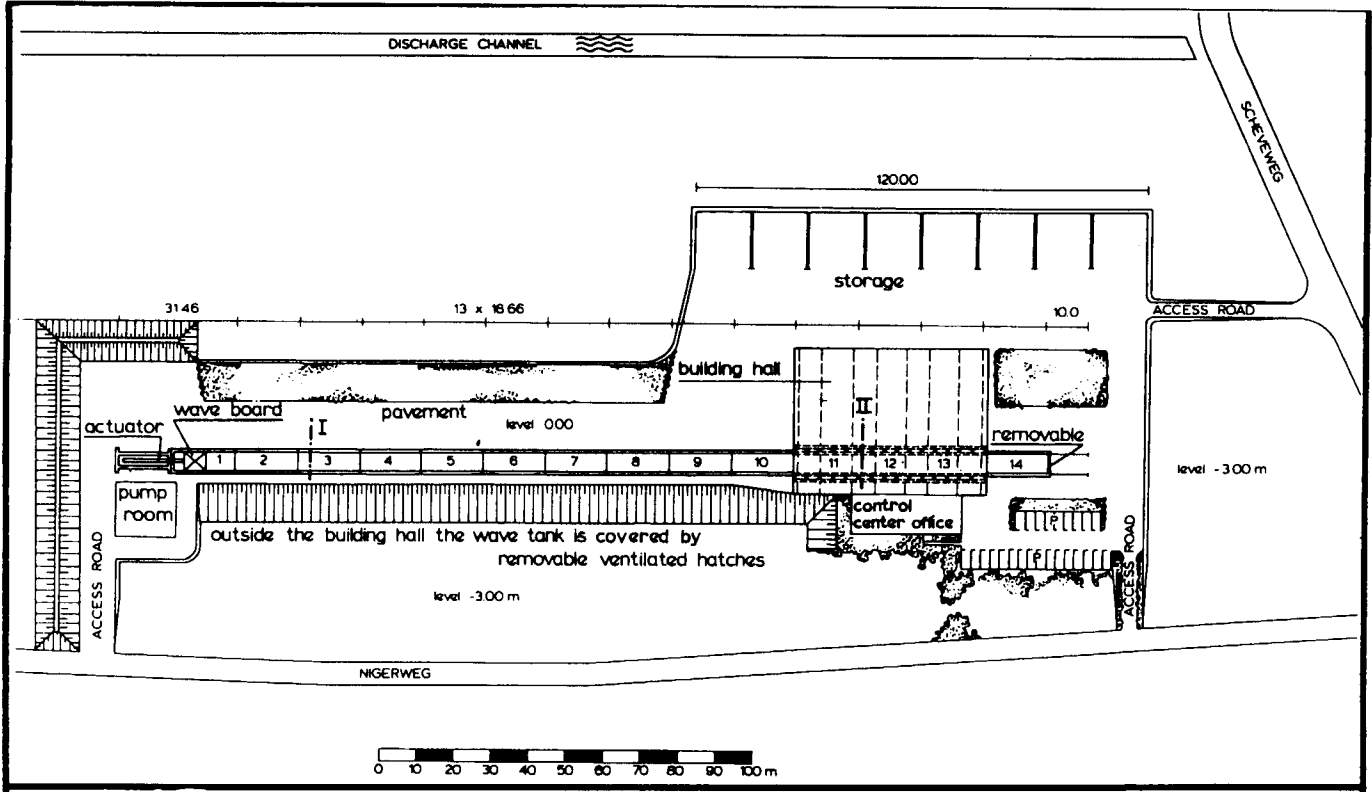 DISCHARGE CHANNEL
SCHEVEWEG
120.00
storage
31.46
13 x 16.66
10.0
ACCESS ROAD
building hall
wave board
pavement
level 0.00
actuator
I
II
removable
1 2 3 4 5 6 7 8 9 10 11 12 13 14
level -3.00 m
pump
room
control
center office
P
P
outside the building hall the wave tank is covered by
removable ventilated hatches
ACCESS ROAD
level -3.00 m
ACCESS ROAD
NIGERWEG
0 10 20 30 40 50 60 70 80 90 100 m